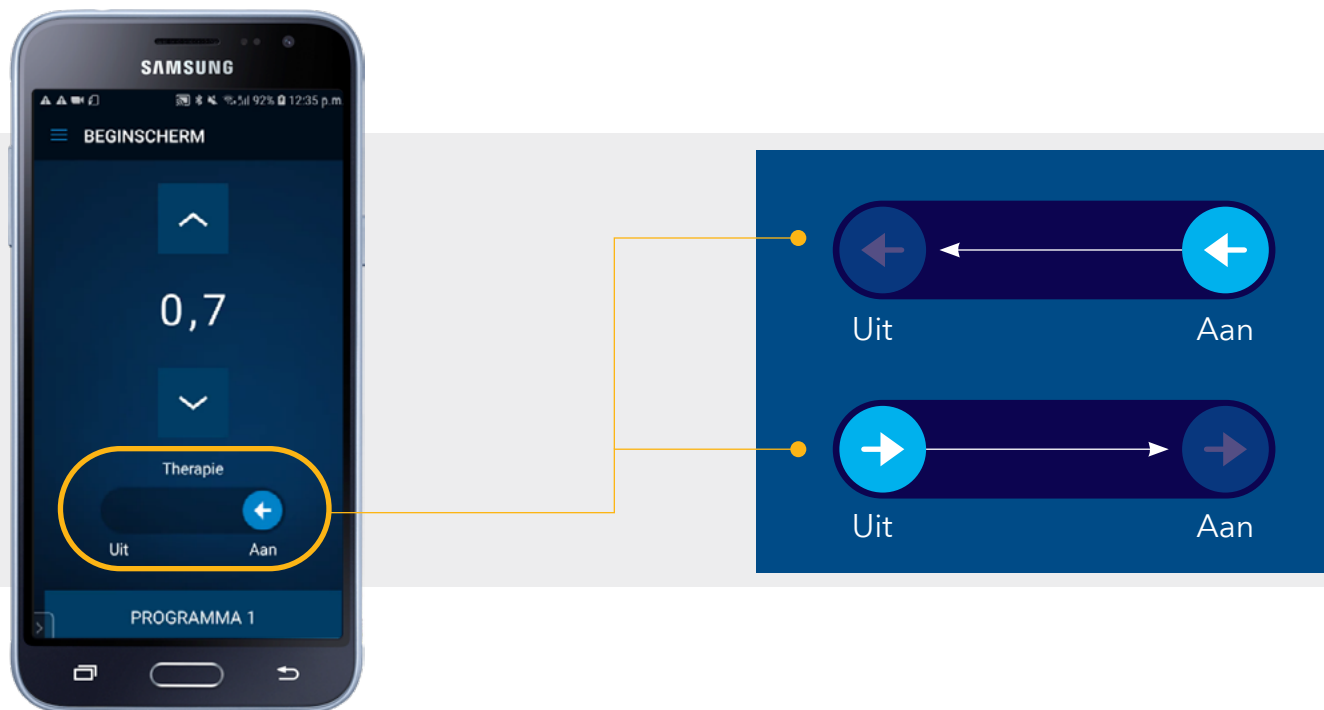 SAMSUNG
92% 12:35 p.m.
BEGINSCHERM
0,7
Therapie
Uit Aan
PROGRAMMA 1
Uit Aan
Uit Aan